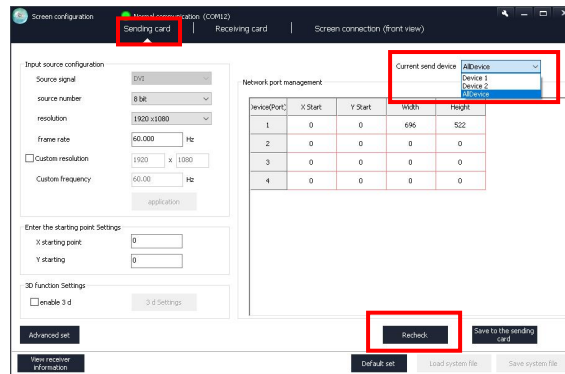 Screen configuration
Normal communication (COM12)
Sending card
Receiving card
Screen connection (front view)
Input source configuration
Source signal
DVI
source number
8 bit
resolution
1920 x1080
frame rate
60.000
Hz
Custom resolution
1920
x
1080
Custom frequency
60.00
Hz
application
Enter the starting point Settings
X starting point
0
Y starting
0
3D function Settings
enable 3 d
3 d Settings
Current send device
AllDevice
Device 1
Device 2
AllDevice
Network port management
Device(Port) X Start Y Start Width Height
1 0 0 696 522
2 0 0 0 0
3 0 0 0 0
4 0 0 0 0
Advanced set
Recheck
Save to the sending
card
View receiver
information
Default set
Load system file
Save system file